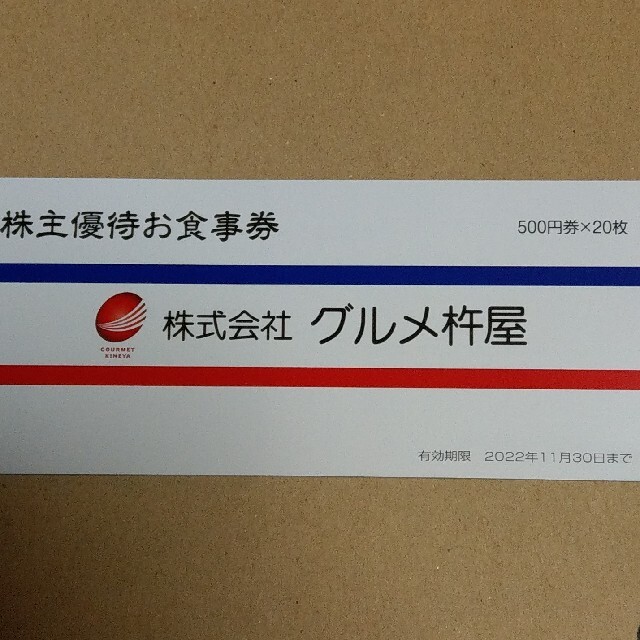 株主優待お食事券 500円券×20枚
GOURMET
KINEYA
株式会社 グルメ杵屋
有効期限 2022年11月30日まで